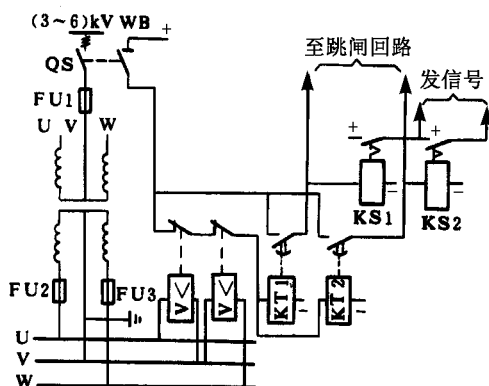 (3~6)kV WB
+
至跳闸回路
QS
发信号
FU1
U V W
+ +
- -
KS1 KS2
FU2 FU3
V< V< KT1 KT2
- -
U
V
W